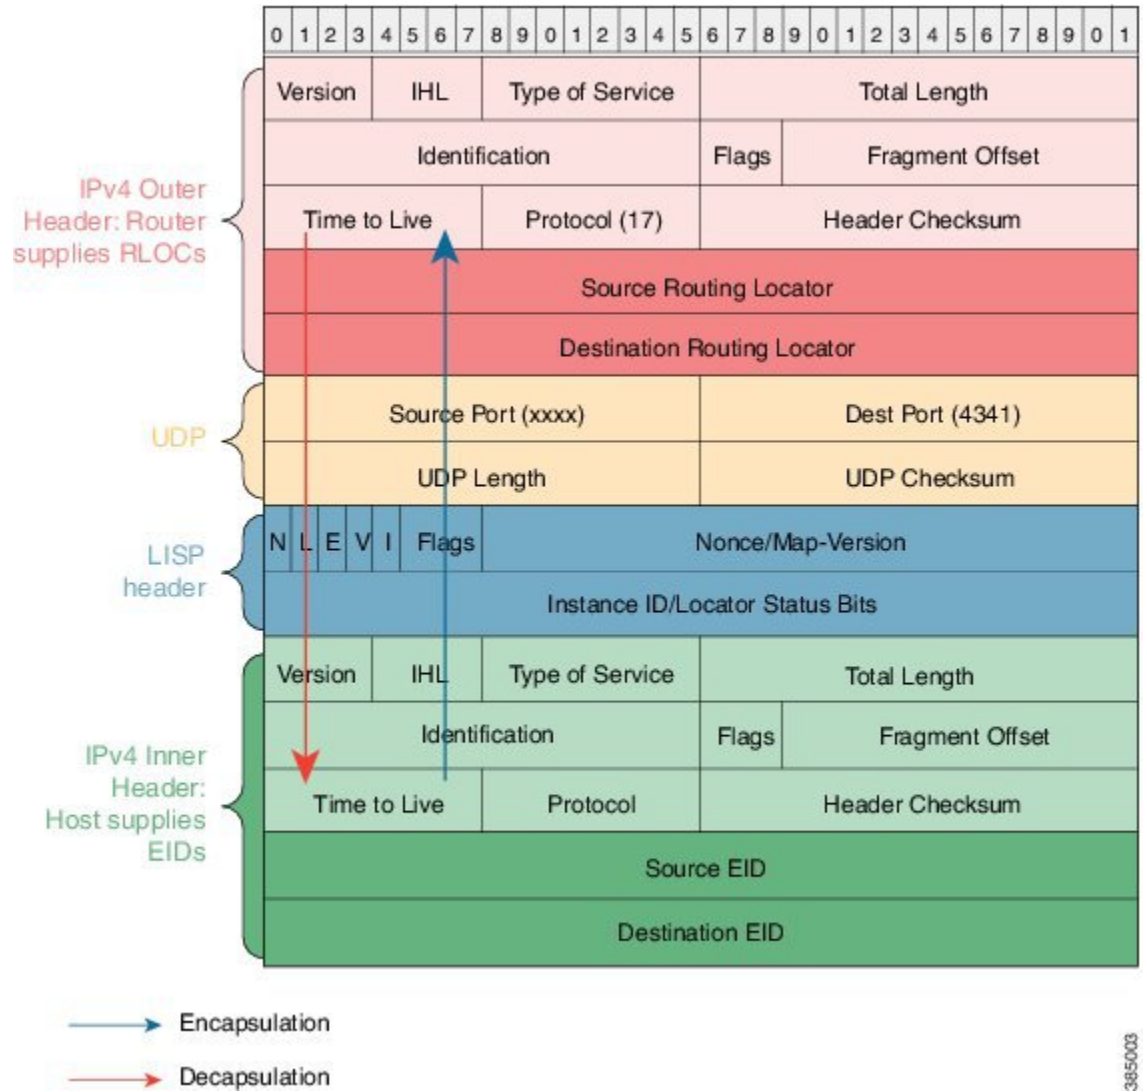 0 1 2 3 4 5 6 7 8 9 0 1 2 3 4 5 6 7 8 9 0 1 2 3 4 5 6 7 8 9 0 1
Version IHL Type of Service Total Length
Identification Flags Fragment Offset
IPv4 Outer
Header: Router
supplies RLOCs
Time to Live Protocol (17) Header Checksum
Source Routing Locator
Destination Routing Locator
UDP
Source Port (xxxx) Dest Port (4341)
UDP Length UDP Checksum
LISP
header
N L E V I Flags Nonce/Map-Version
Instance ID/Locator Status Bits
Version IHL Type of Service Total Length
Identification Flags Fragment Offset
IPv4 Inner
Header:
Host supplies
EIDs
Time to Live Protocol Header Checksum
Source EID
Destination EID
Encapsulation
Decapsulation
385003